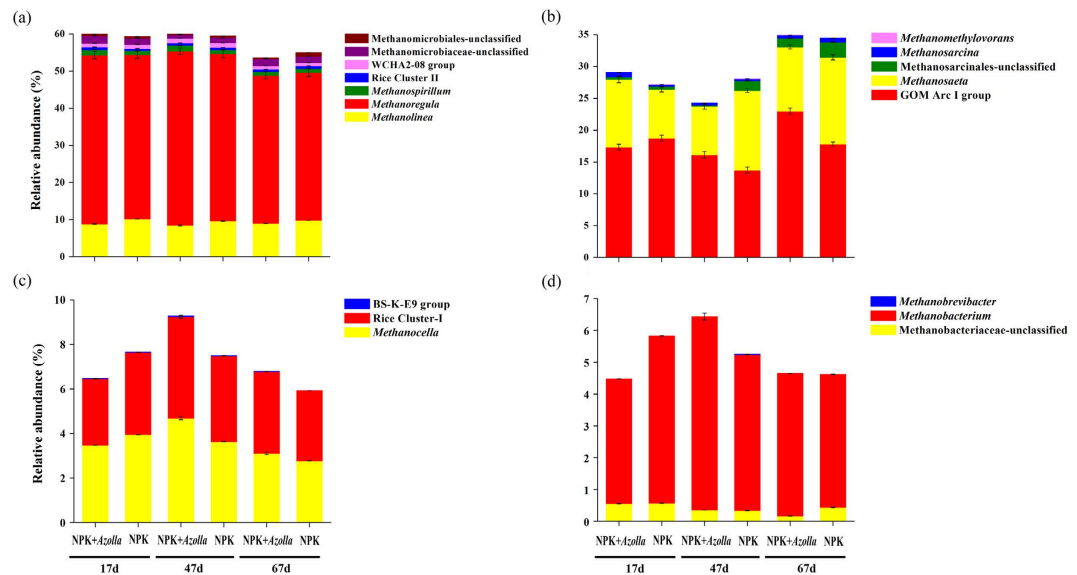 (a)
60
50
40
30
20
10
0
Relative abundance (%)
Methanomicrobiales-unclassified
Methanomicrobiaceae-unclassified
WCHA2-08 group
Rice Cluster II
Methanospirillum
Methanoregula
Methanolinea
(b)
35
30
25
20
15
10
5
0
Methanomethylovorans
Methanosarcina
Methanosarcinales-unclassified
Methanosaeta
GOM Arc I group
(c)
10
8
6
4
2
0
Relative abundance (%)
BS-K-E9 group
Rice Cluster-I
Methanocella
NPK+Azolla NPK NPK+Azolla NPK NPK+Azolla NPK
17d 47d 67d
(d)
7
6
5
4
3
2
1
0
Methanobrevibacter
Methanobacterium
Methanobacteriaceae-unclassified
NPK+Azolla NPK NPK+Azolla NPK NPK+Azolla NPK
17d 47d 67d